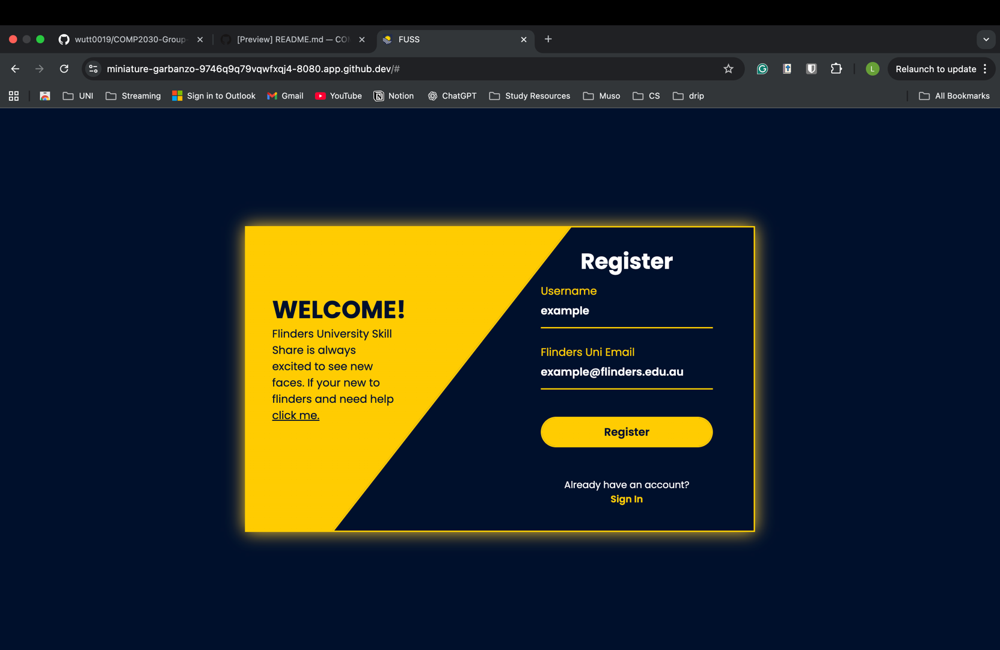 wutt0019/COMP2030-Group-
[Preview] README.md — CO
FUSS
miniature-garbanzo-9746q9q79vqwfxqj4-8080.app.github.dev/#
L
Relaunch to update
UNI
Streaming
Sign in to Outlook
Gmail
YouTube
Notion
ChatGPT
Study Resources
Muso
CS
drip
All Bookmarks
WELCOME!
Flinders University Skill
Share is always
excited to see new
faces. If your new to
flinders and need help
click me.
Register
Username
example
Flinders Uni Email
example@flinders.edu.au
Register
Already have an account?
Sign In